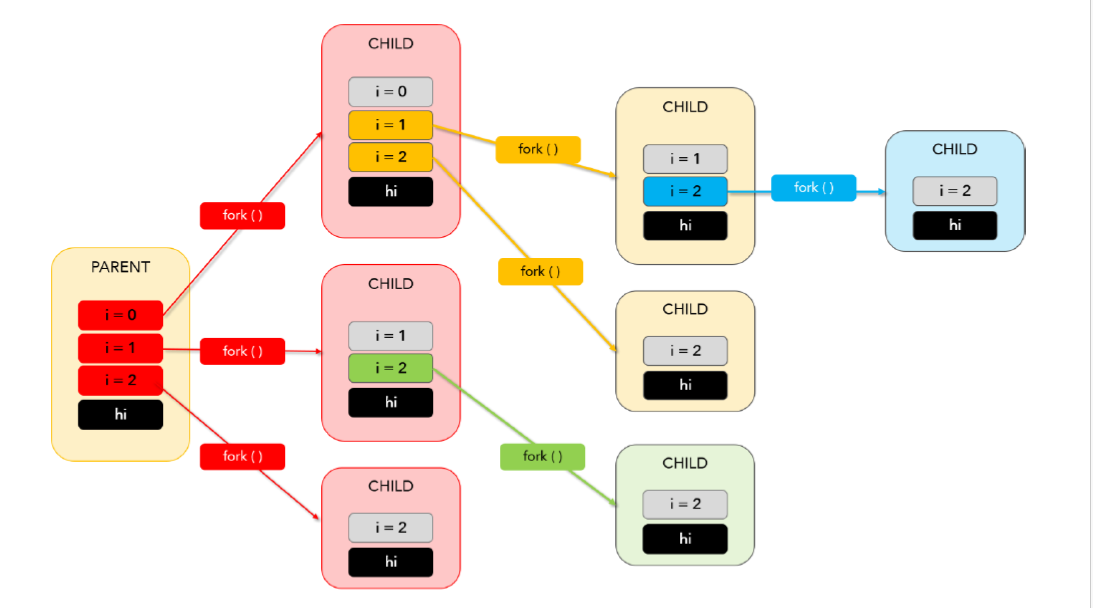 PARENT
i = 0
i = 1
i = 2
hi
fork ( )
fork ( )
fork ( )
CHILD
i = 0
i = 1
i = 2
hi
CHILD
i = 1
i = 2
hi
CHILD
i = 2
hi
fork ( )
fork ( )
fork ( )
CHILD
i = 1
i = 2
hi
CHILD
i = 2
hi
CHILD
i = 2
hi
fork ( )
CHILD
i = 2
hi